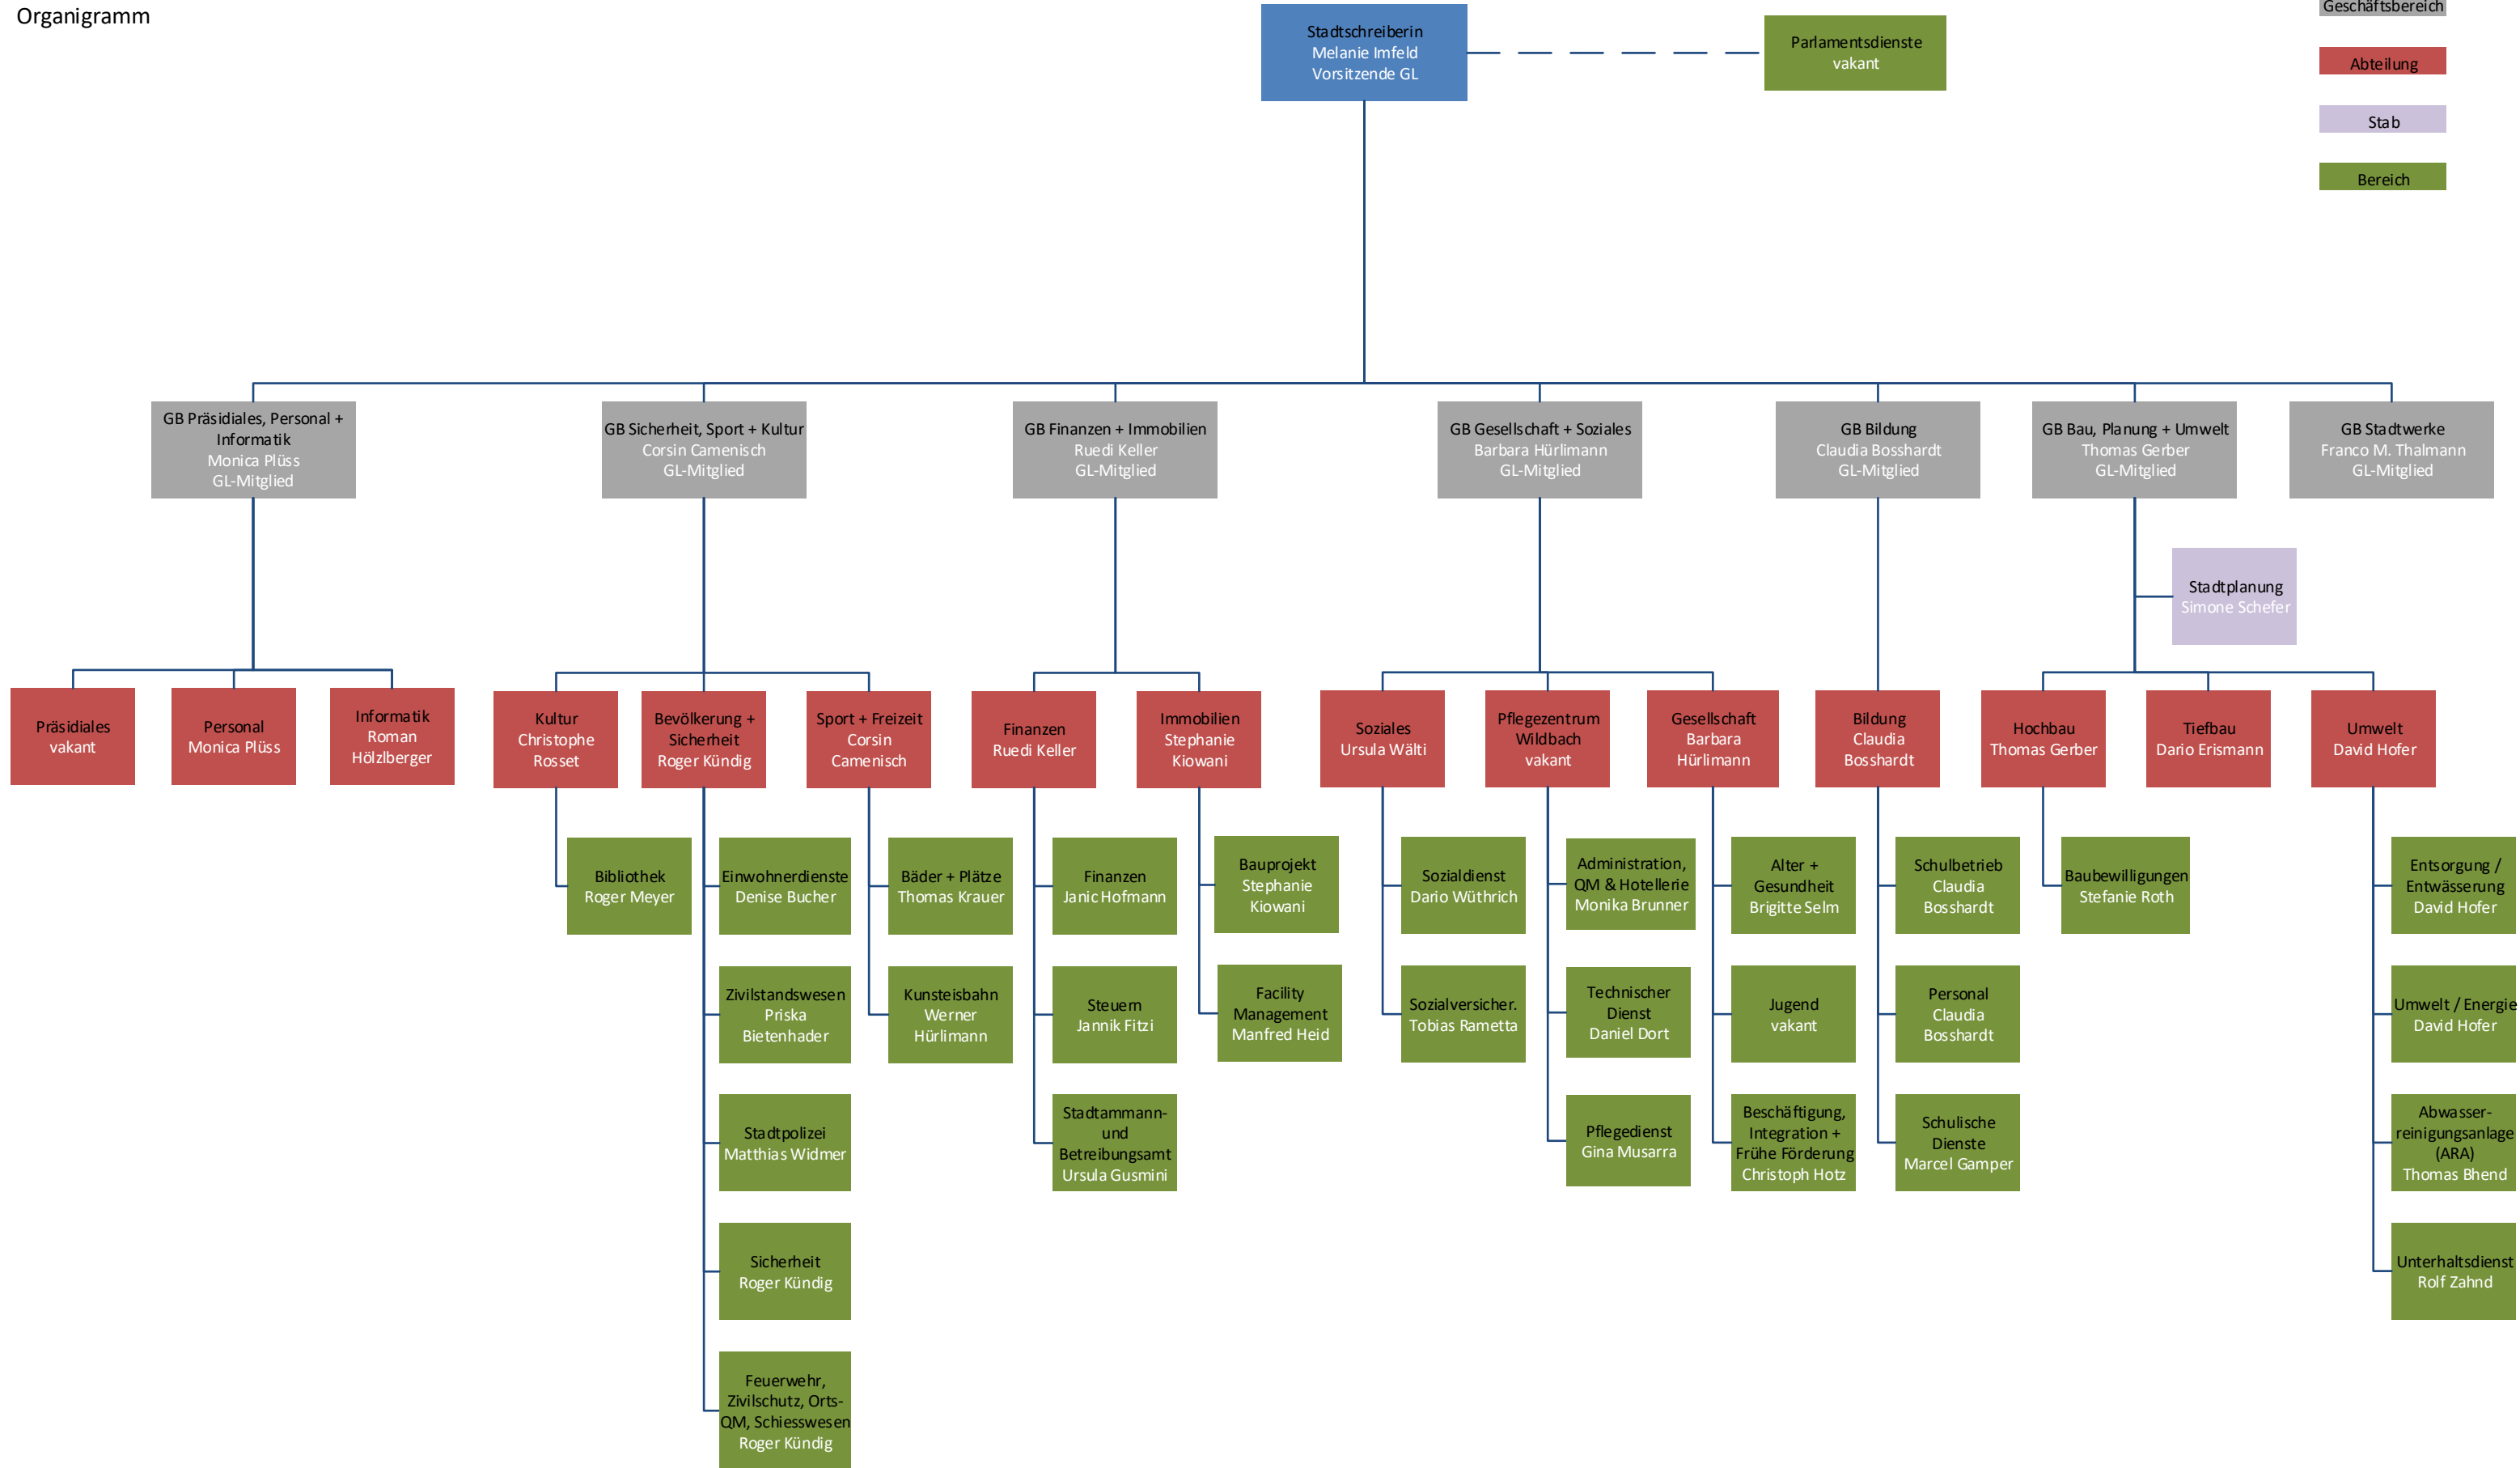 Organigramm
Geschäftsbereich
Abteilung
Stab
Bereich
Stadtschreiberin
Melanie Imfeld
Vorsitzende GL
Parlamentsdienste
vakant
GB Präsidiales, Personal +
Informatik
Monica Plüss
GL-Mitglied
GB Sicherheit, Sport + Kultur
Corsin Camenisch
GL-Mitglied
GB Finanzen + Immobilien
Ruedi Keller
GL-Mitglied
GB Gesellschaft + Soziales
Barbara Hürlimann
GL-Mitglied
GB Bildung
Claudia Bosshardt
GL-Mitglied
GB Bau, Planung + Umwelt
Thomas Gerber
GL-Mitglied
GB Stadtwerke
Franco M. Thalmann
GL-Mitglied
Stadtplanung
Simone Schefer
Präsidiales
vakant
Personal
Monica Plüss
Informatik
Roman
Hölzlberger
Kultur
Christophe
Rosset
Bevölkerung +
Sicherheit
Roger Kündig
Sport + Freizeit
Corsin
Camenisch
Finanzen
Ruedi Keller
Immobilien
Stephanie
Kiowani
Soziales
Ursula Wälti
Pflegezentrum
Wildbach
vakant
Gesellschaft
Barbara
Hürlimann
Bildung
Claudia
Bosshardt
Hochbau
Thomas Gerber
Tiefbau
Dario Erismann
Umwelt
David Hofer
Bibliothek
Roger Meyer
Einwohnerdienste
Denise Bucher
Bäder + Plätze
Thomas Krauer
Finanzen
Janic Hofmann
Bauprojekt
Stephanie
Kiowani
Sozialdienst
Dario Wüthrich
Administration,
QM & Hotellerie
Monika Brunner
Alter +
Gesundheit
Brigitte Selm
Schulbetrieb
Claudia
Bosshardt
Baubewilligungen
Stefanie Roth
Entsorgung /
Entwässerung
David Hofer
Zivilstandswesen
Priska
Bietenhader
Kunsteisbahn
Werner
Hürlimann
Steuern
Jannik Fitzi
Facility
Management
Manfred Heid
Sozialversicher.
Tobias Rametta
Technischer
Dienst
Daniel Dort
Jugend
vakant
Personal
Claudia
Bosshardt
Umwelt / Energie
David Hofer
Stadtpolizei
Matthias Widmer
Stadtammann-
und
Betreibungsamt
Ursula Gusmini
Pflegedienst
Gina Musarra
Beschäftigung,
Integration +
Frühe Förderung
Christoph Hotz
Schulische
Dienste
Marcel Gamper
Abwasser-
reinigungsanlage
(ARA)
Thomas Bhend
Sicherheit
Roger Kündig
Unterhaltsdienst
Rolf Zahnd
Feuerwehr,
Zivilschutz, Orts-
QM, Schiesswesen
Roger Kündig